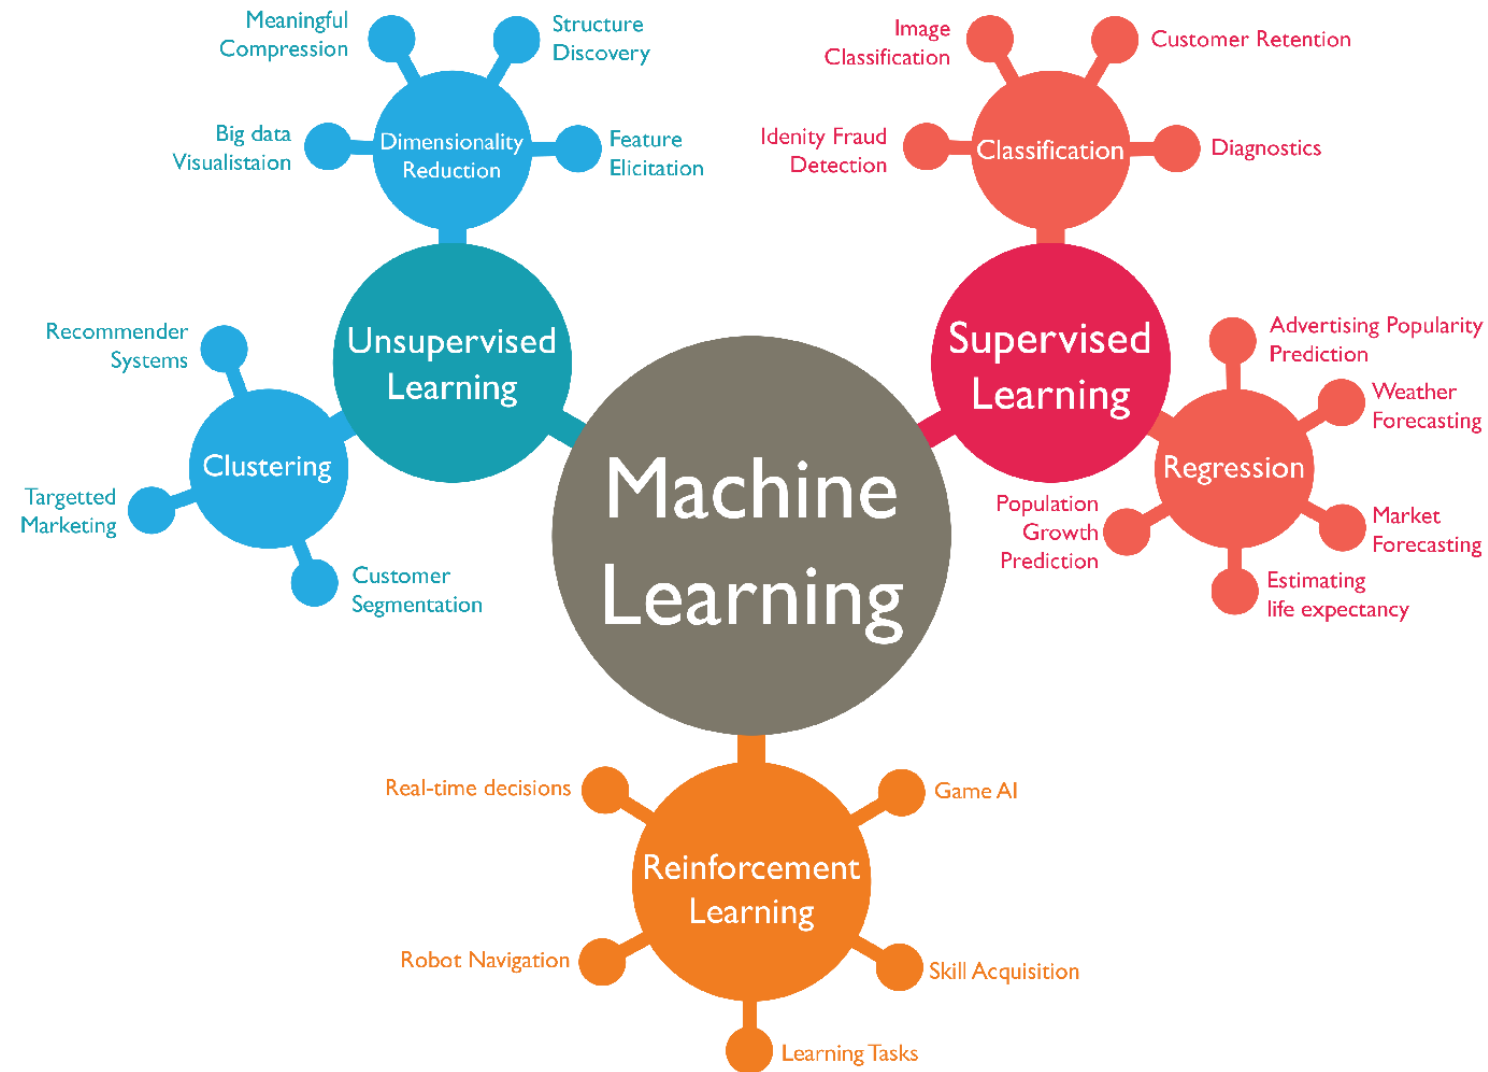 Meaningful
Compression
Structure
Discovery
Big data
Visualistaion
Dimensionality
Reduction
Feature
Elicitation
Image
Classification
Customer Retention
Idenity Fraud
Detection
Classification
Diagnostics
Unsupervised
Learning
Recommender
Systems
Clustering
Targetted
Marketing
Customer
Segmentation
Supervised
Learning
Advertising Popularity
Prediction
Weather
Forecasting
Regression
Population
Growth
Prediction
Market
Forecasting
Estimating
life expectancy
Machine
Learning
Real-time decisions
Game AI
Reinforcement
Learning
Robot Navigation
Skill Acquisition
Learning Tasks